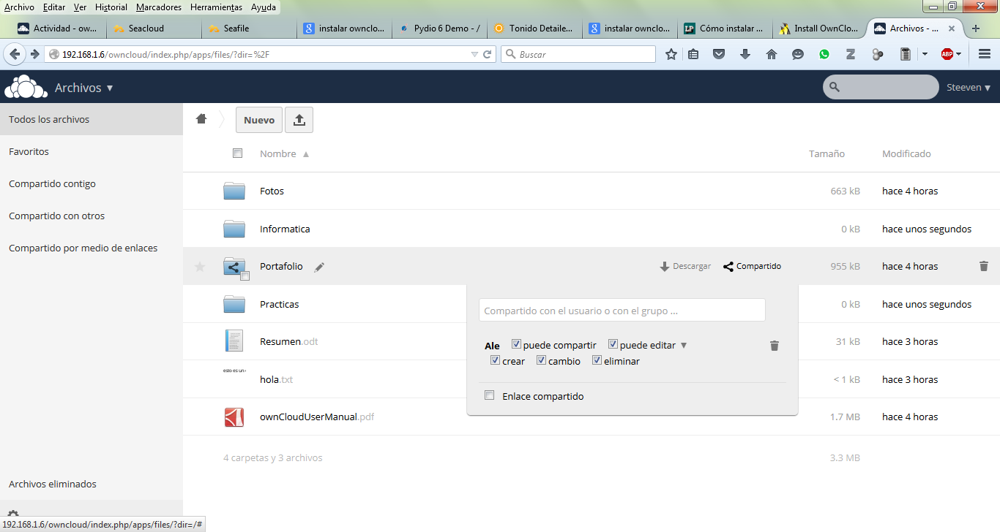 Archivo Editar Ver Historial Marcadores Herramientas Ayuda
Actividad - ow... Seacloud Seafile instalar ownclo... Pydio 6 Demo - / Tonido Detaile... instalar ownclo... Cómo instalar ... Install OwnClo... Archivos - ...
192.168.1.6/owncloud/index.php/apps/files/?dir=%2F Buscar ABP
Archivos Steeven
Todos los archivos
Favoritos
Compartido contigo
Compartido con otros
Compartido por medio de enlaces
Archivos eliminados
Nuevo
Nombre Tamaño Modificado
Fotos 663 kB hace 4 horas
Informatica 0 kB hace unos segundos
Portafolio Descargar Compartido 955 kB hace 4 horas
Practicas 0 kB hace unos segundos
Resumen.odt 31 kB hace 3 horas
esto es un
hola.txt < 1 kB hace 3 horas
ownCloudUserManual.pdf 1.7 MB hace 4 horas
4 carpetas y 3 archivos 3.3 MB
Compartido con el usuario o con el grupo ...
Ale puede compartir puede editar
crear cambio eliminar
Enlace compartido
192.168.1.6/owncloud/index.php/apps/files/?dir=/#